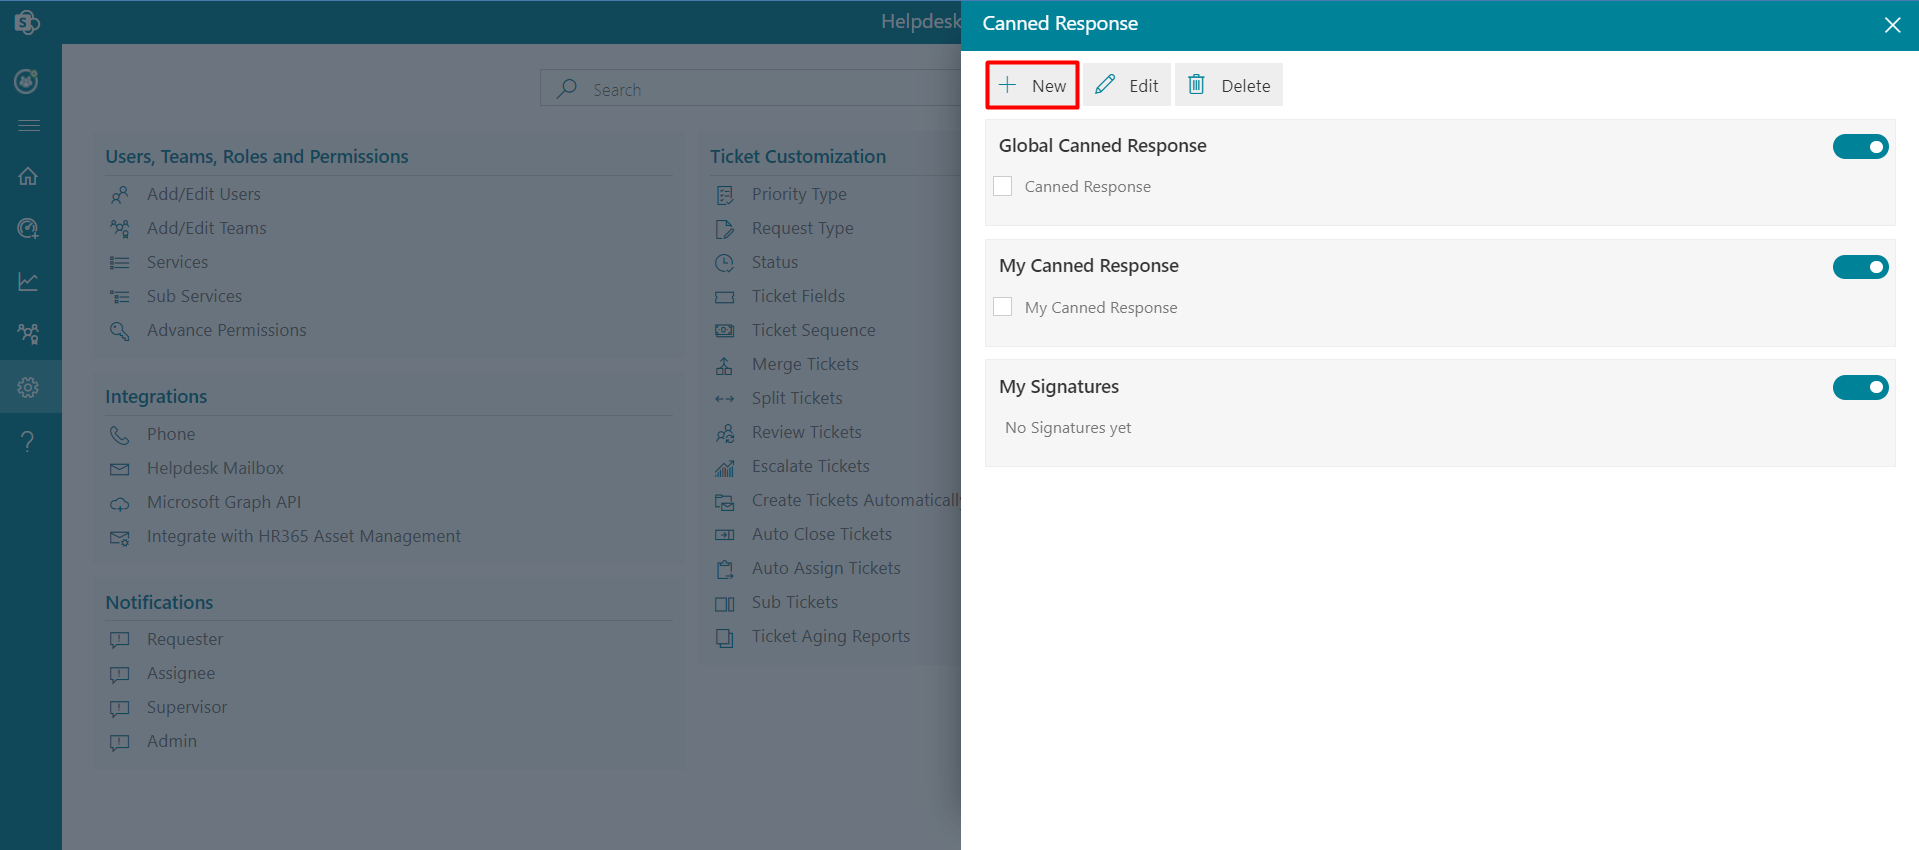 Helpdesk
Search
Users, Teams, Roles and Permissions
Add/Edit Users
Add/Edit Teams
Services
Sub Services
Advance Permissions
Integrations
Phone
Helpdesk Mailbox
Microsoft Graph API
Integrate with HR365 Asset Management
Notifications
Requester
Assignee
Supervisor
Admin
Ticket Customization
Priority Type
Request Type
Status
Ticket Fields
Ticket Sequence
Merge Tickets
Split Tickets
Review Tickets
Escalate Tickets
Create Tickets Automatically
Auto Close Tickets
Auto Assign Tickets
Sub Tickets
Ticket Aging Reports
Canned Response
New Edit Delete
Global Canned Response
Canned Response
My Canned Response
My Canned Response
My Signatures
No Signatures yet